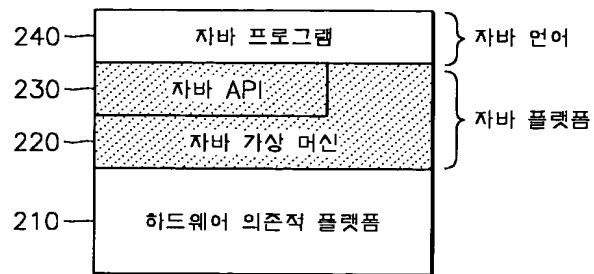 240 자바 프로그램 자바 언어
230 자바 API
자바 플랫폼
220 자바 가상 머신
210 하드웨어 의존적 플랫폼